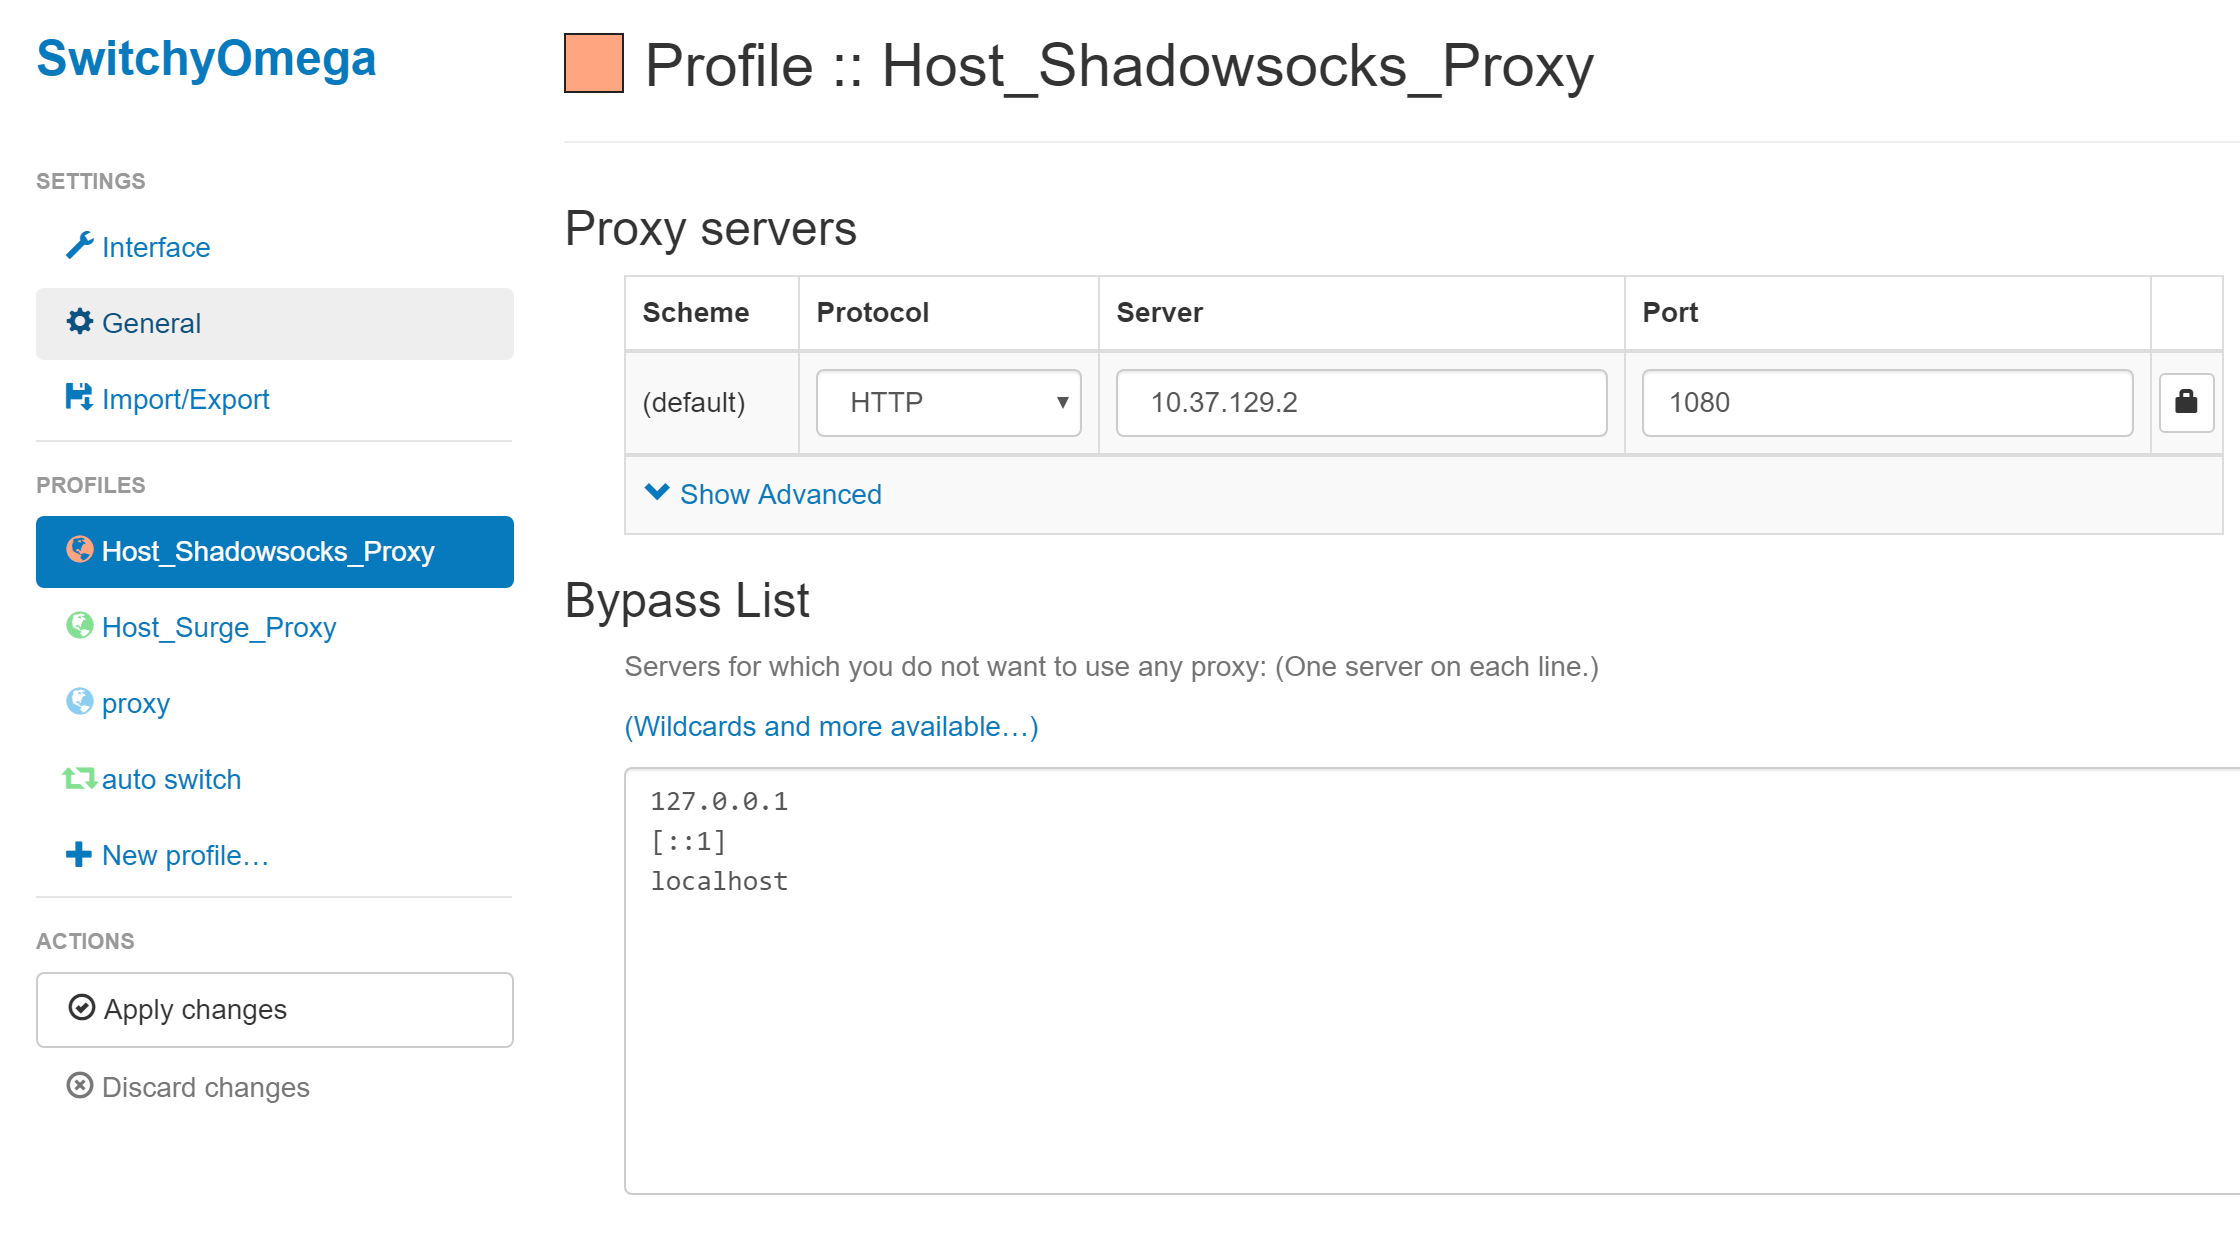 SwitchyOmega
SETTINGS
Interface
General
Import/Export
PROFILES
Host_Shadowsocks_Proxy
Host_Surge_Proxy
proxy
auto switch
New profile…
ACTIONS
Apply changes
Discard changes
Profile :: Host_Shadowsocks_Proxy
Proxy servers
Scheme Protocol Server Port
(default) HTTP 10.37.129.2 1080
Show Advanced
Bypass List
Servers for which you do not want to use any proxy: (One server on each line.)
(Wildcards and more available…)
127.0.0.1
[::1]
localhost